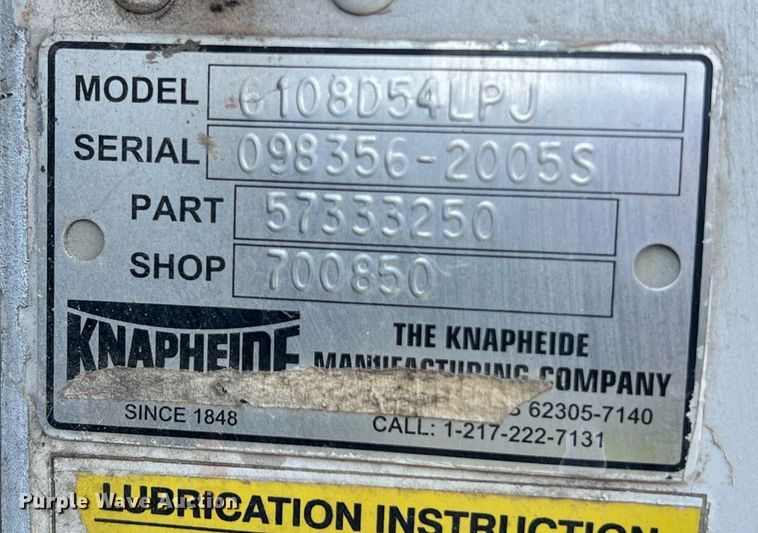 MODEL 6108D54LPJ
SERIAL 098356-2005S
PART 57333250
SHOP 700850
KNAPHEIDE
SINCE 1848
THE KNAPHEIDE
MANUFACTURING COMPANY
62305-7140
CALL: 1-217-222-7131
LUBRICATION INSTRUCTION
Purple Wave Auction